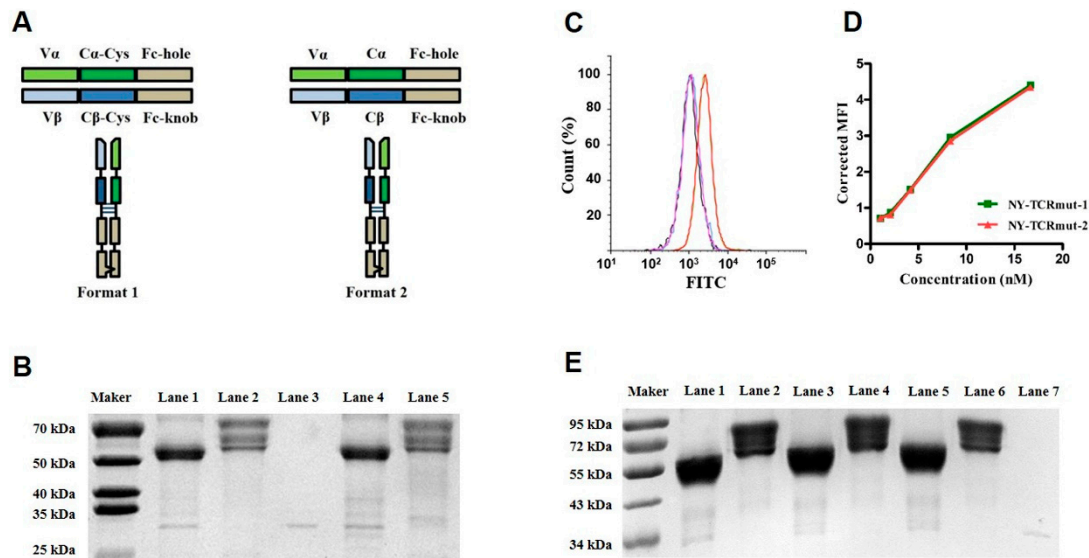 A
Vα Cα-Cys Fc-hole
Vβ Cβ-Cys Fc-knob
Format 1
Vα Cα Fc-hole
Vβ Cβ Fc-knob
Format 2
C
Count (%)
100
80
60
40
20
10¹ 10² 10³ 10⁴ 10⁵
FITC
D
Corrected MFI
5
4
3
2
1
0
NY-TCRmut-1
NY-TCRmut-2
0 5 10 15 20
Concentration (nM)
B
Maker Lane 1 Lane 2 Lane 3 Lane 4 Lane 5
70 kDa
50 kDa
40 kDa
35 kDa
25 kDa
E
Maker Lane 1 Lane 2 Lane 3 Lane 4 Lane 5 Lane 6 Lane 7
95 kDa
72 kDa
55 kDa
43 kDa
34 kDa